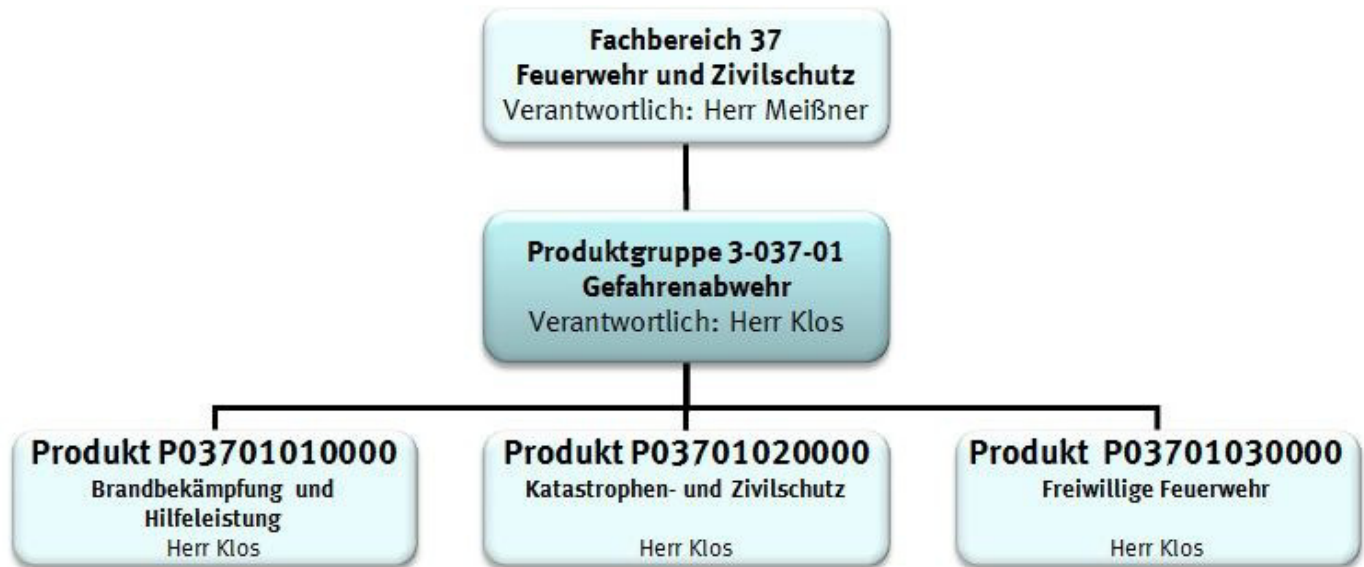 Fachbereich 37
Feuerwehr und Zivilschutz
Verantwortlich: Herr Meißner
Produktgruppe 3-037-01
Gefahrenabwehr
Verantwortlich: Herr Klos
Produkt P03701010000
Brandbekämpfung und
Hilfeleistung
Herr Klos
Produkt P03701020000
Katastrophen- und Zivilschutz
Herr Klos
Produkt P03701030000
Freiwillige Feuerwehr
Herr Klos